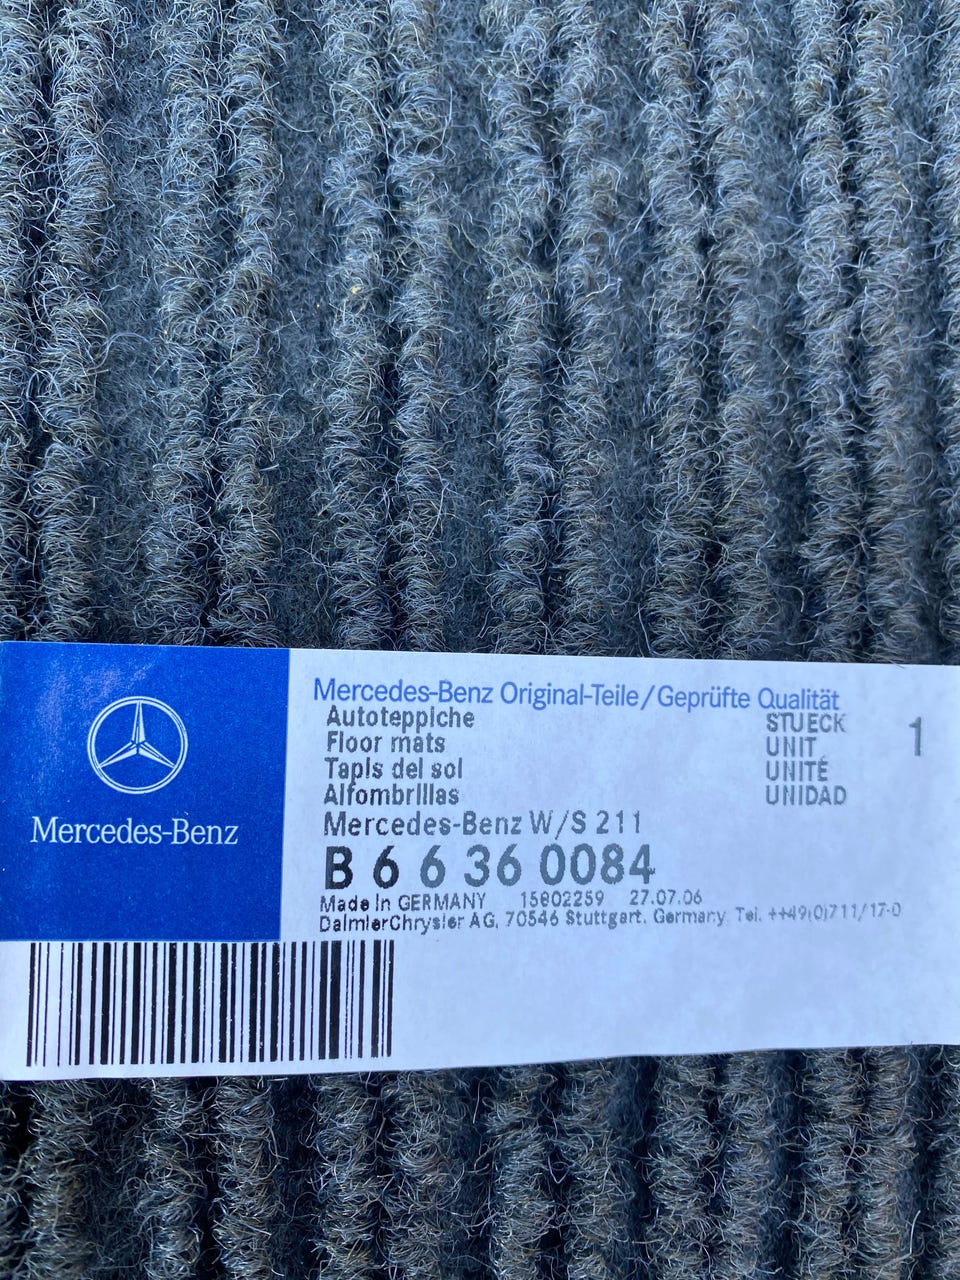 Mercedes-Benz
Mercedes-Benz Original-Teile/Geprüfte Qualität
Autoteppiche STUECK 1
Floor mats UNIT
Tapis del sol UNITÉ
Alfombrillas UNIDAD
Mercedes-Benz W/S 211
B 6 6 36 0084
Made in GERMANY 15802259 27.07.06
DaimlerChrysler AG, 70546 Stuttgart, Germany, Tel. ++49(0)711/17-0